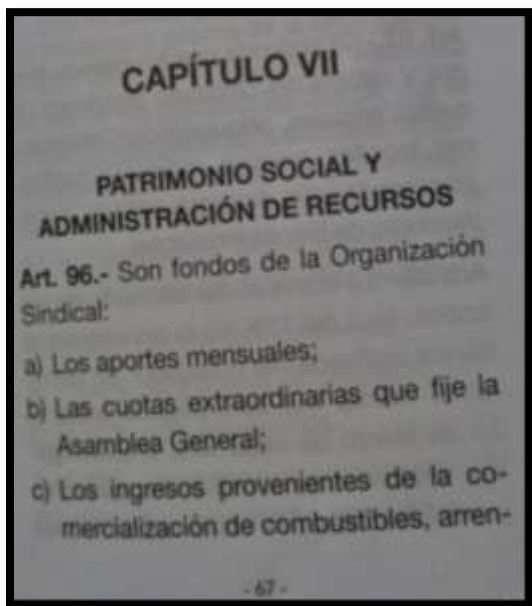 CAPÍTULO VII
PATRIMONIO SOCIAL Y
ADMINISTRACIÓN DE RECURSOS
Art. 96.- Son fondos de la Organización
Sindical:
a) Los aportes mensuales;
b) Las cuotas extraordinarias que fije la
Asamblea General;
c) Los ingresos provenientes de la co-
mercialización de combustibles, arren-
- 67 -